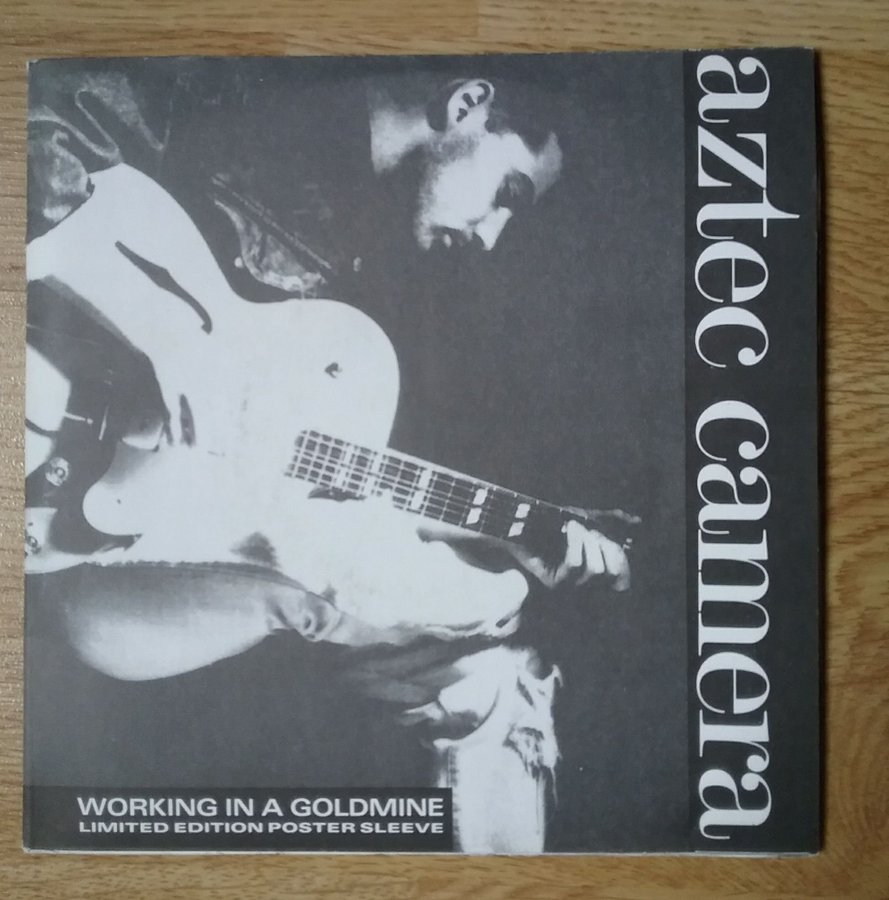 aztec camera
WORKING IN A GOLDMINE
LIMITED EDITION POSTER SLEEVE